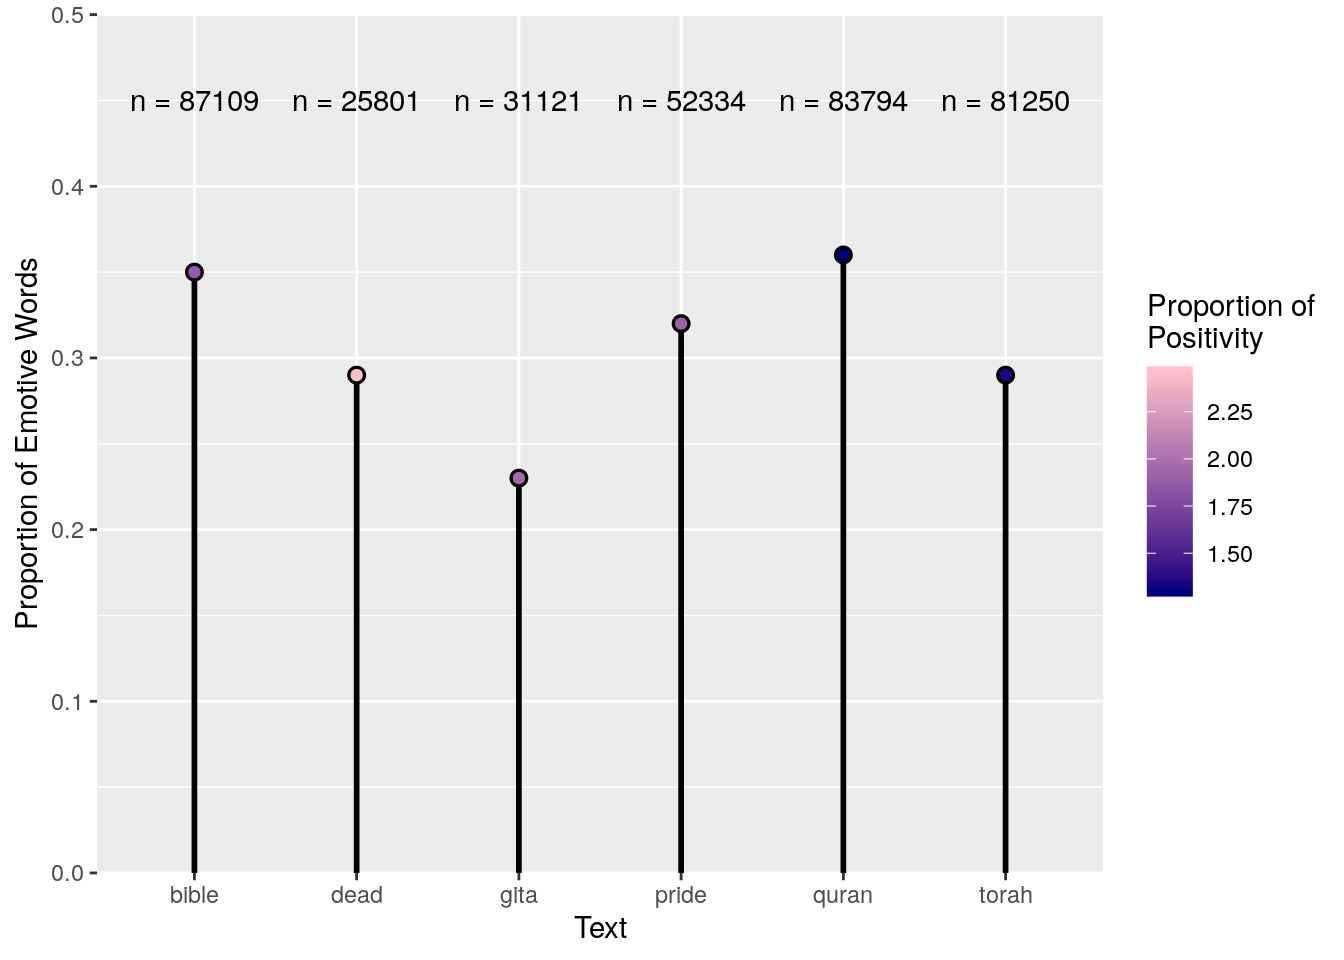 0.5
n = 87109 n = 25801 n = 31121 n = 52334 n = 83794 n = 81250
0.4
0.3
0.2
0.1
0.0
Proportion of Emotive Words
bible dead gita pride quran torah
Text
Proportion of
Positivity
2.25
2.00
1.75
1.50